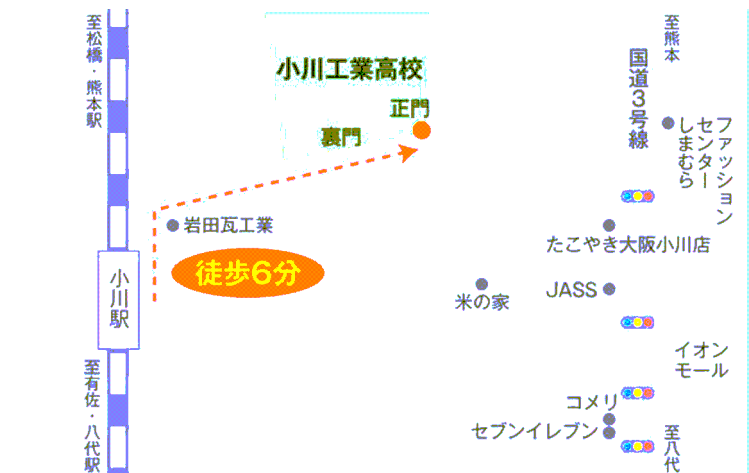 至松橋・熊本駅
小川工業高校
正門
裏門
至熊本
国道3号線
ファッション
センター
しまむら
岩田瓦工業
たこやき大阪小川店
徒歩6分
小川駅
米の家
JASS
イオン
モール
至有佐・八代駅
コメリ
セブンイレブン
至八代